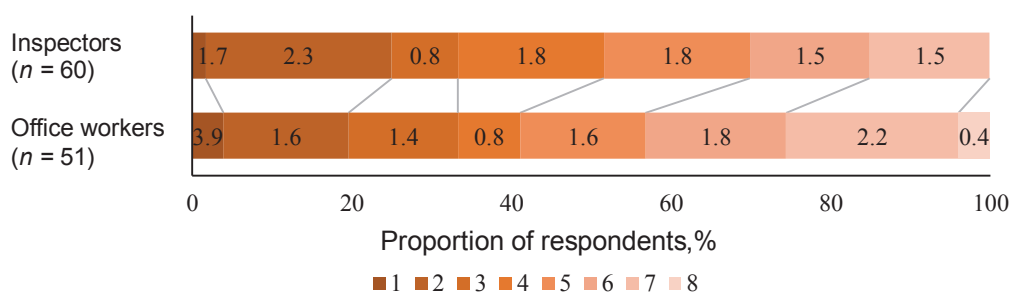 Inspectors
(n = 60)
1.7 2.3 0.8 1.8 1.8 1.5 1.5
Office workers
(n = 51)
3.9 1.6 1.4 0.8 1.6 1.8 2.2 0.4
0 20 40 60 80 100
Proportion of respondents,%
1 2 3 4 5 6 7 8